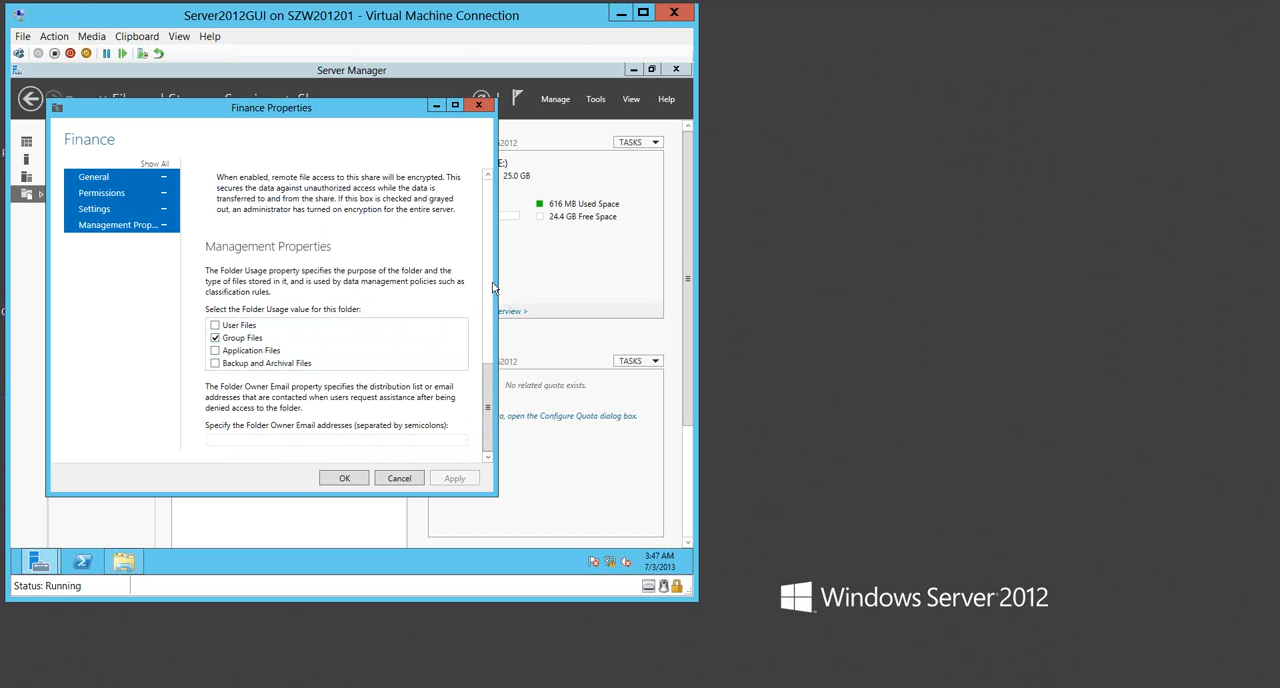 Server2012GUI on SZW201201 - Virtual Machine Connection
File Action Media Clipboard View Help
Server Manager
Manage Tools View Help
Finance Properties
Finance
Show All
General
Permissions
Settings
Management Prop...
When enabled, remote file access to this share will be encrypted. This
secures the data against unauthorized access while the data is
transferred to and from the share. If this box is checked and grayed
out, an administrator has turned on encryption for the entire server.
Management Properties
The Folder Usage property specifies the purpose of the folder and the
type of files stored in it, and is used by data management policies such as
classification rules.
Select the Folder Usage value for this folder:
User Files
Group Files
Application Files
Backup and Archival Files
The Folder Owner Email property specifies the distribution list or email
addresses that are contacted when users request assistance after being
denied access to the folder.
Specify the Folder Owner Email addresses (separated by semicolons):
OK Cancel Apply
2012
TASKS
E:)
25.0 GB
616 MB Used Space
24.4 GB Free Space
erview >
2012
TASKS
No related quota exists.
a, open the Configure Quota dialog box.
3:47 AM
7/3/2013
Status: Running
Windows Server 2012